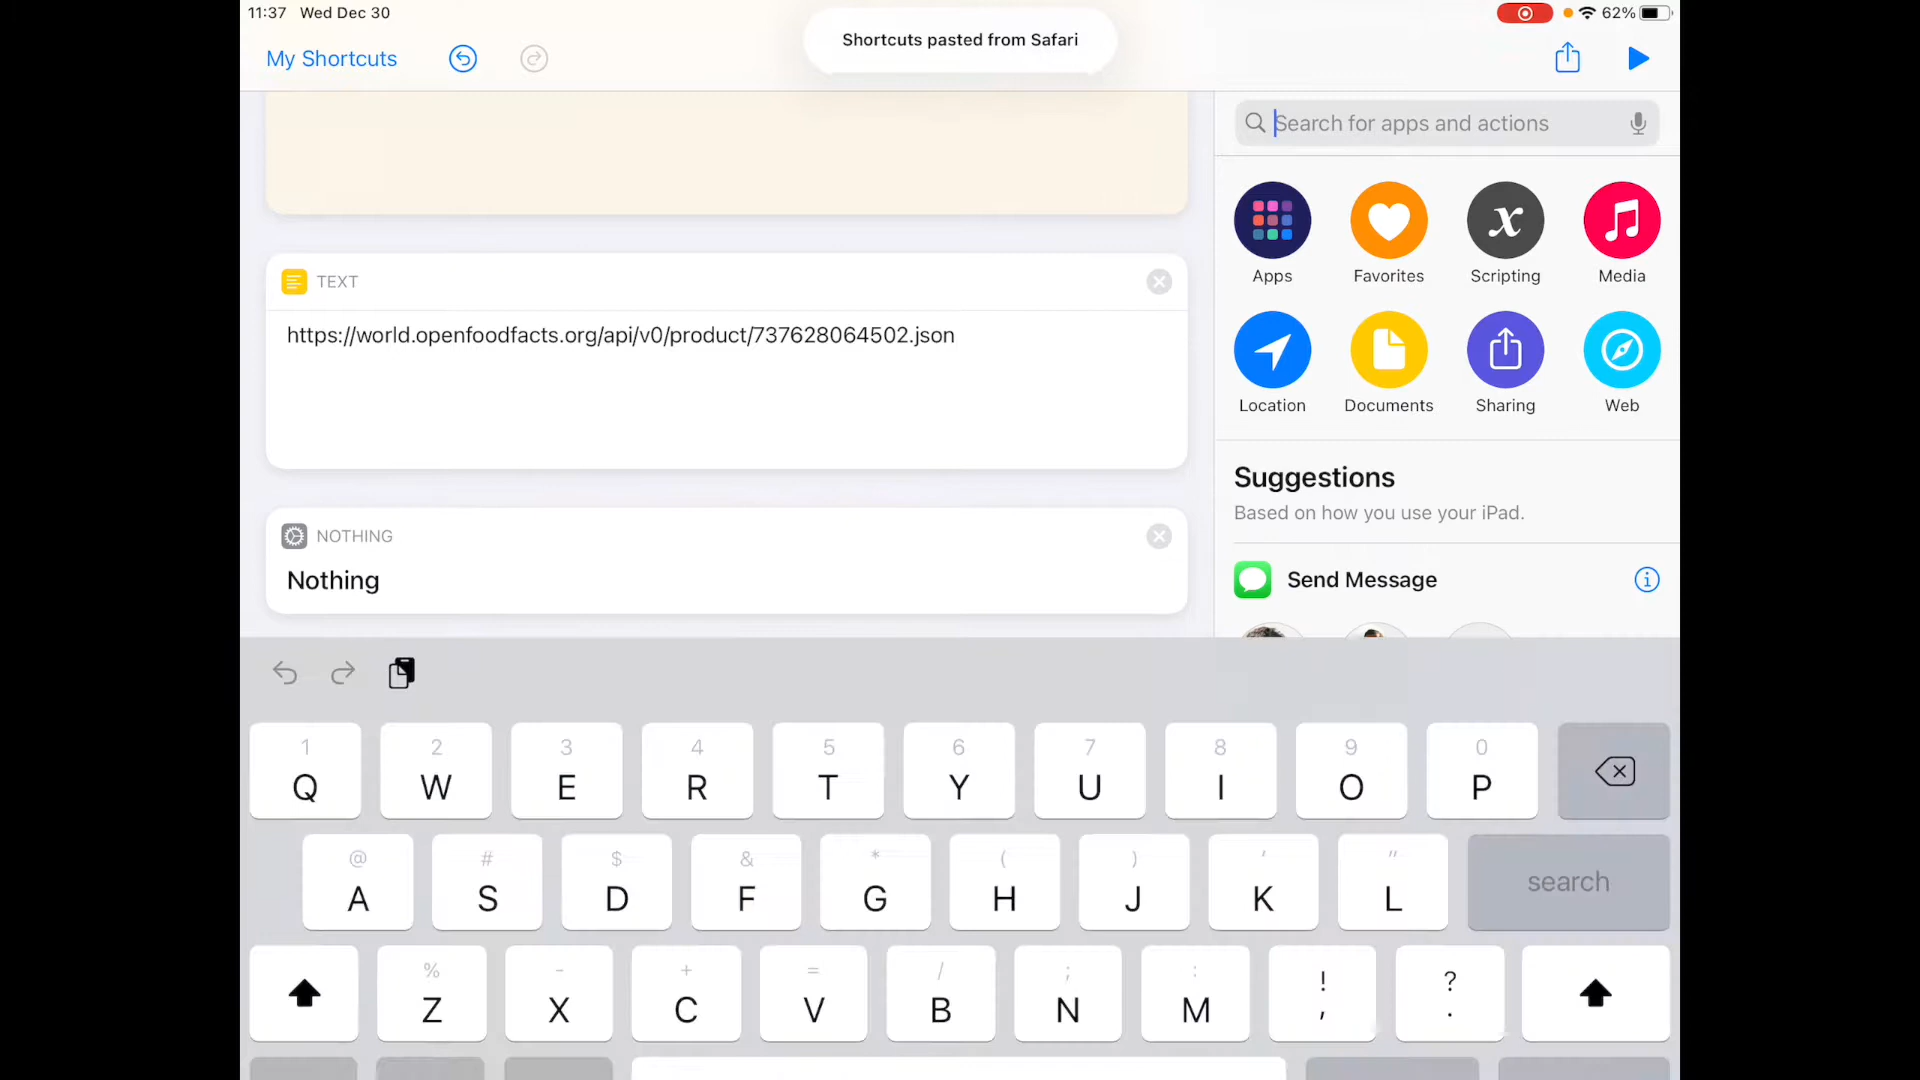 11:37 Wed Dec 30
62%
Shortcuts pasted from Safari
My Shortcuts
Search for apps and actions
Apps
Favorites
Scripting
Media
Location
Documents
Sharing
Web
TEXT
https://world.openfoodfacts.org/api/v0/product/737628064502.json
Suggestions
Based on how you use your iPad.
NOTHING
Nothing
Send Message
1 2 3 4 5 6 7 8 9 0
Q W E R T Y U I O P
@ # $ & * ( ) ' "
A S D F G H J K L search
% - + = / ; : ! ?
Z X C V B N M , .